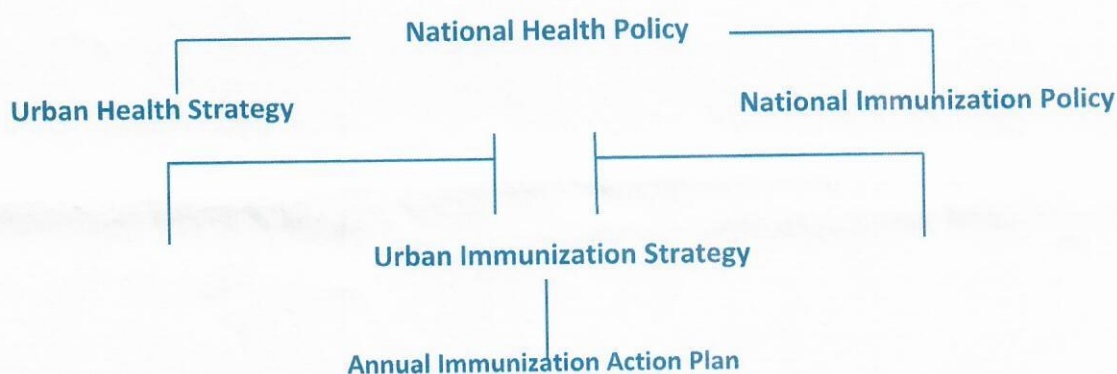 National Health Policy
Urban Health Strategy
National Immunization Policy
Urban Immunization Strategy
Annual Immunization Action Plan